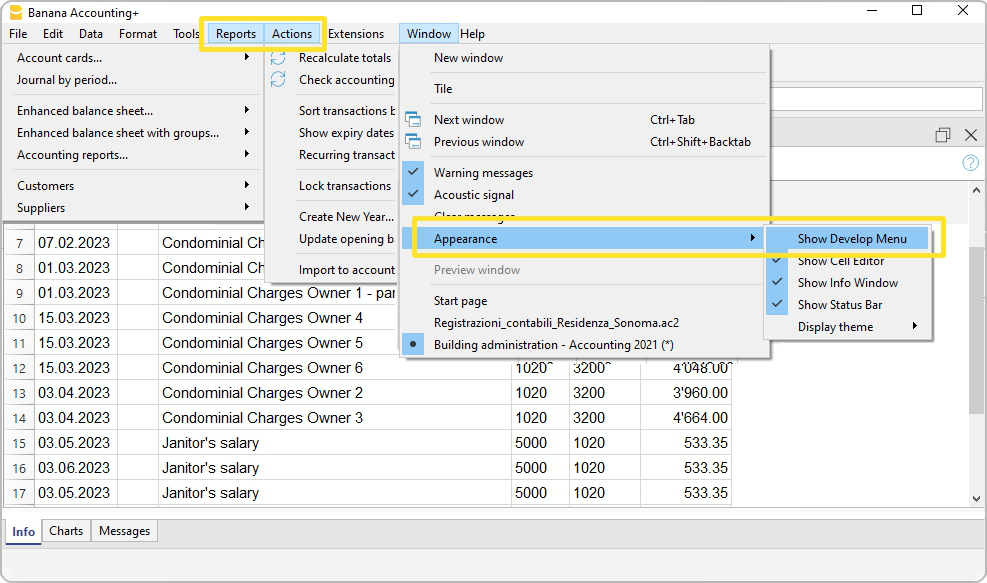 Banana Accounting+
File Edit Data Format Tools Reports Actions Extensions Window Help
Account cards...
Journal by period...
Enhanced balance sheet...
Enhanced balance sheet with groups...
Accounting reports...
Customers
Suppliers
Recalculate totals
Check accounting
Sort transactions b
Show expiry dates
Recurring transact
Lock transactions
Create New Year...
Update opening b
Import to account
New window
Tile
Next window Ctrl+Tab
Previous window Ctrl+Shift+Backtab
Warning messages
Acoustic signal
Clear messages
Appearance
Preview window
Start page
Registrazioni_contabili_Residenza_Sonoma.ac2
Building administration - Accounting 2021 (*)
Show Develop Menu
Show Cell Editor
Show Info Window
Show Status Bar
Display theme
7 07.02.2023 Condominial Ch
8 01.03.2023 Condominial Ch
9 01.03.2023 Condominial Charges Owner 1 - par
10 15.03.2023 Condominial Charges Owner 4
11 15.03.2023 Condominial Charges Owner 5
12 15.03.2023 Condominial Charges Owner 6 1020 3200 4'048.00
13 03.04.2023 Condominial Charges Owner 2 1020 3200 3'960.00
14 03.04.2023 Condominial Charges Owner 3 1020 3200 4'664.00
15 03.05.2023 Janitor's salary 5000 1020 533.35
16 03.06.2023 Janitor's salary 5000 1020 533.35
17 03.05.2023 Janitor's salary 5000 1020 533.35
Info Charts Messages